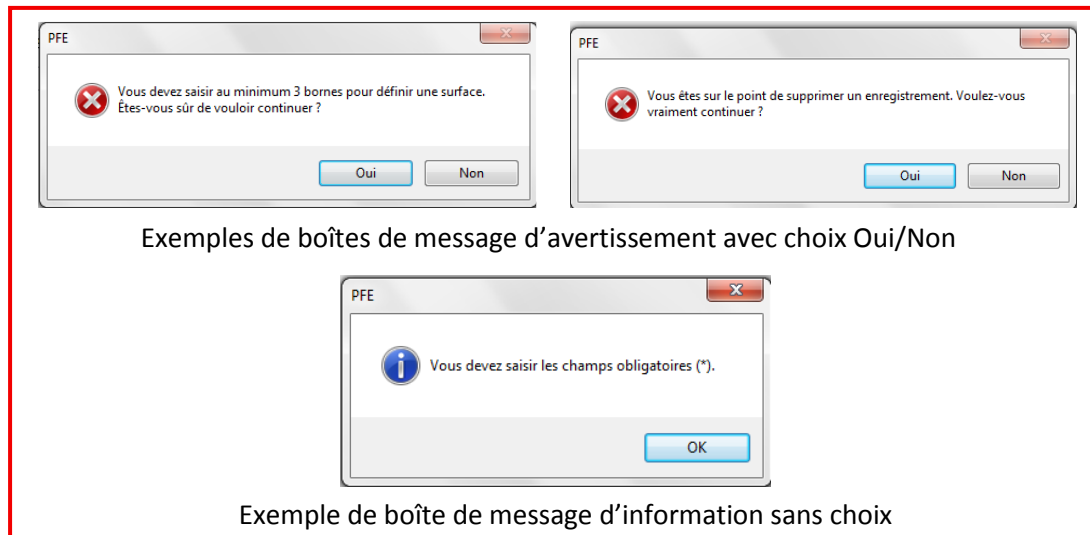 PFE
Vous devez saisir au minimum 3 bornes pour définir une surface.
Êtes-vous sûr de vouloir continuer ?
Oui
Non
PFE
Vous êtes sur le point de supprimer un enregistrement. Voulez-vous
vraiment continuer ?
Oui
Non
Exemples de boîtes de message d’avertissement avec choix Oui/Non
PFE
Vous devez saisir les champs obligatoires (*).
OK
Exemple de boîte de message d’information sans choix